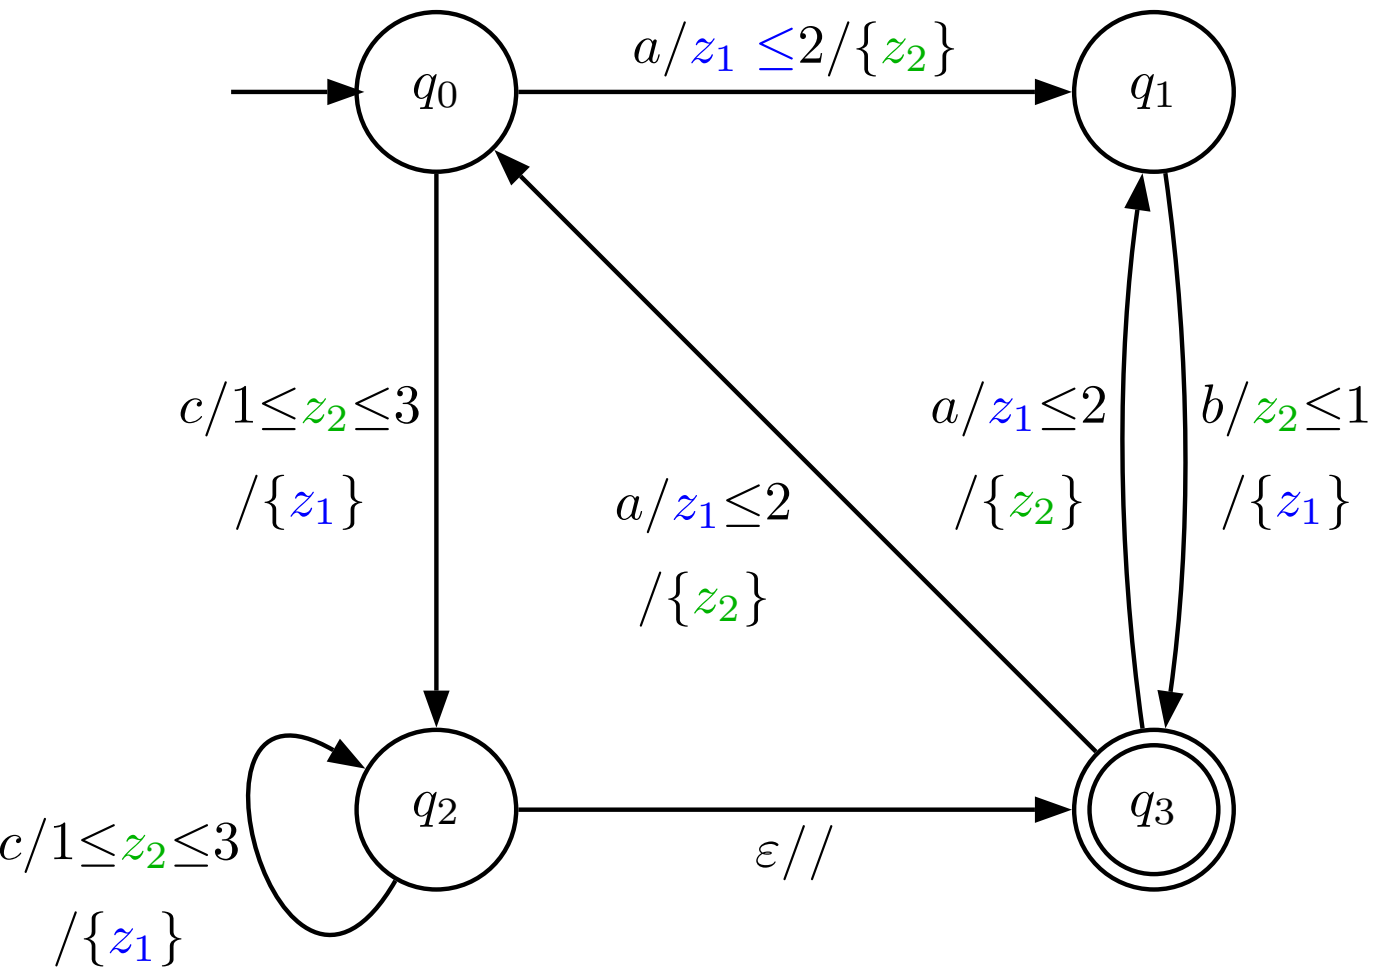 q0
a/z1 ≤2/{z2}
q1
c/1≤z2≤3
/{z1}
a/z1≤2
/{z2}
a/z1≤2
/{z2}
b/z2≤1
/{z1}
q2
c/1≤z2≤3
/{z1}
ε//
q3